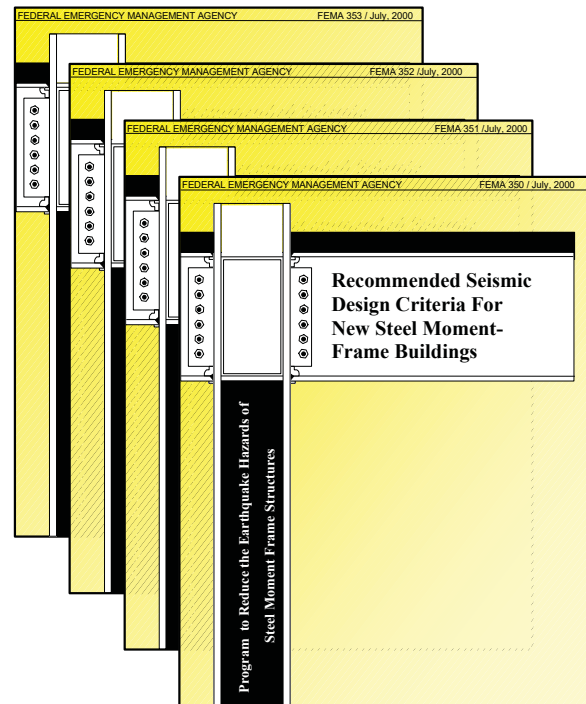 FEDERAL EMERGENCY MANAGEMENT AGENCY FEMA 353 / July, 2000
FEDERAL EMERGENCY MANAGEMENT AGENCY FEMA 352 /July, 2000
FEDERAL EMERGENCY MANAGEMENT AGENCY FEMA 351 /July, 2000
FEDERAL EMERGENCY MANAGEMENT AGENCY FEMA 350 / July, 2000
Recommended Seismic
Design Criteria For
New Steel Moment-
Frame Buildings
Program to Reduce the Earthquake Hazards of
Steel Moment Frame Structures